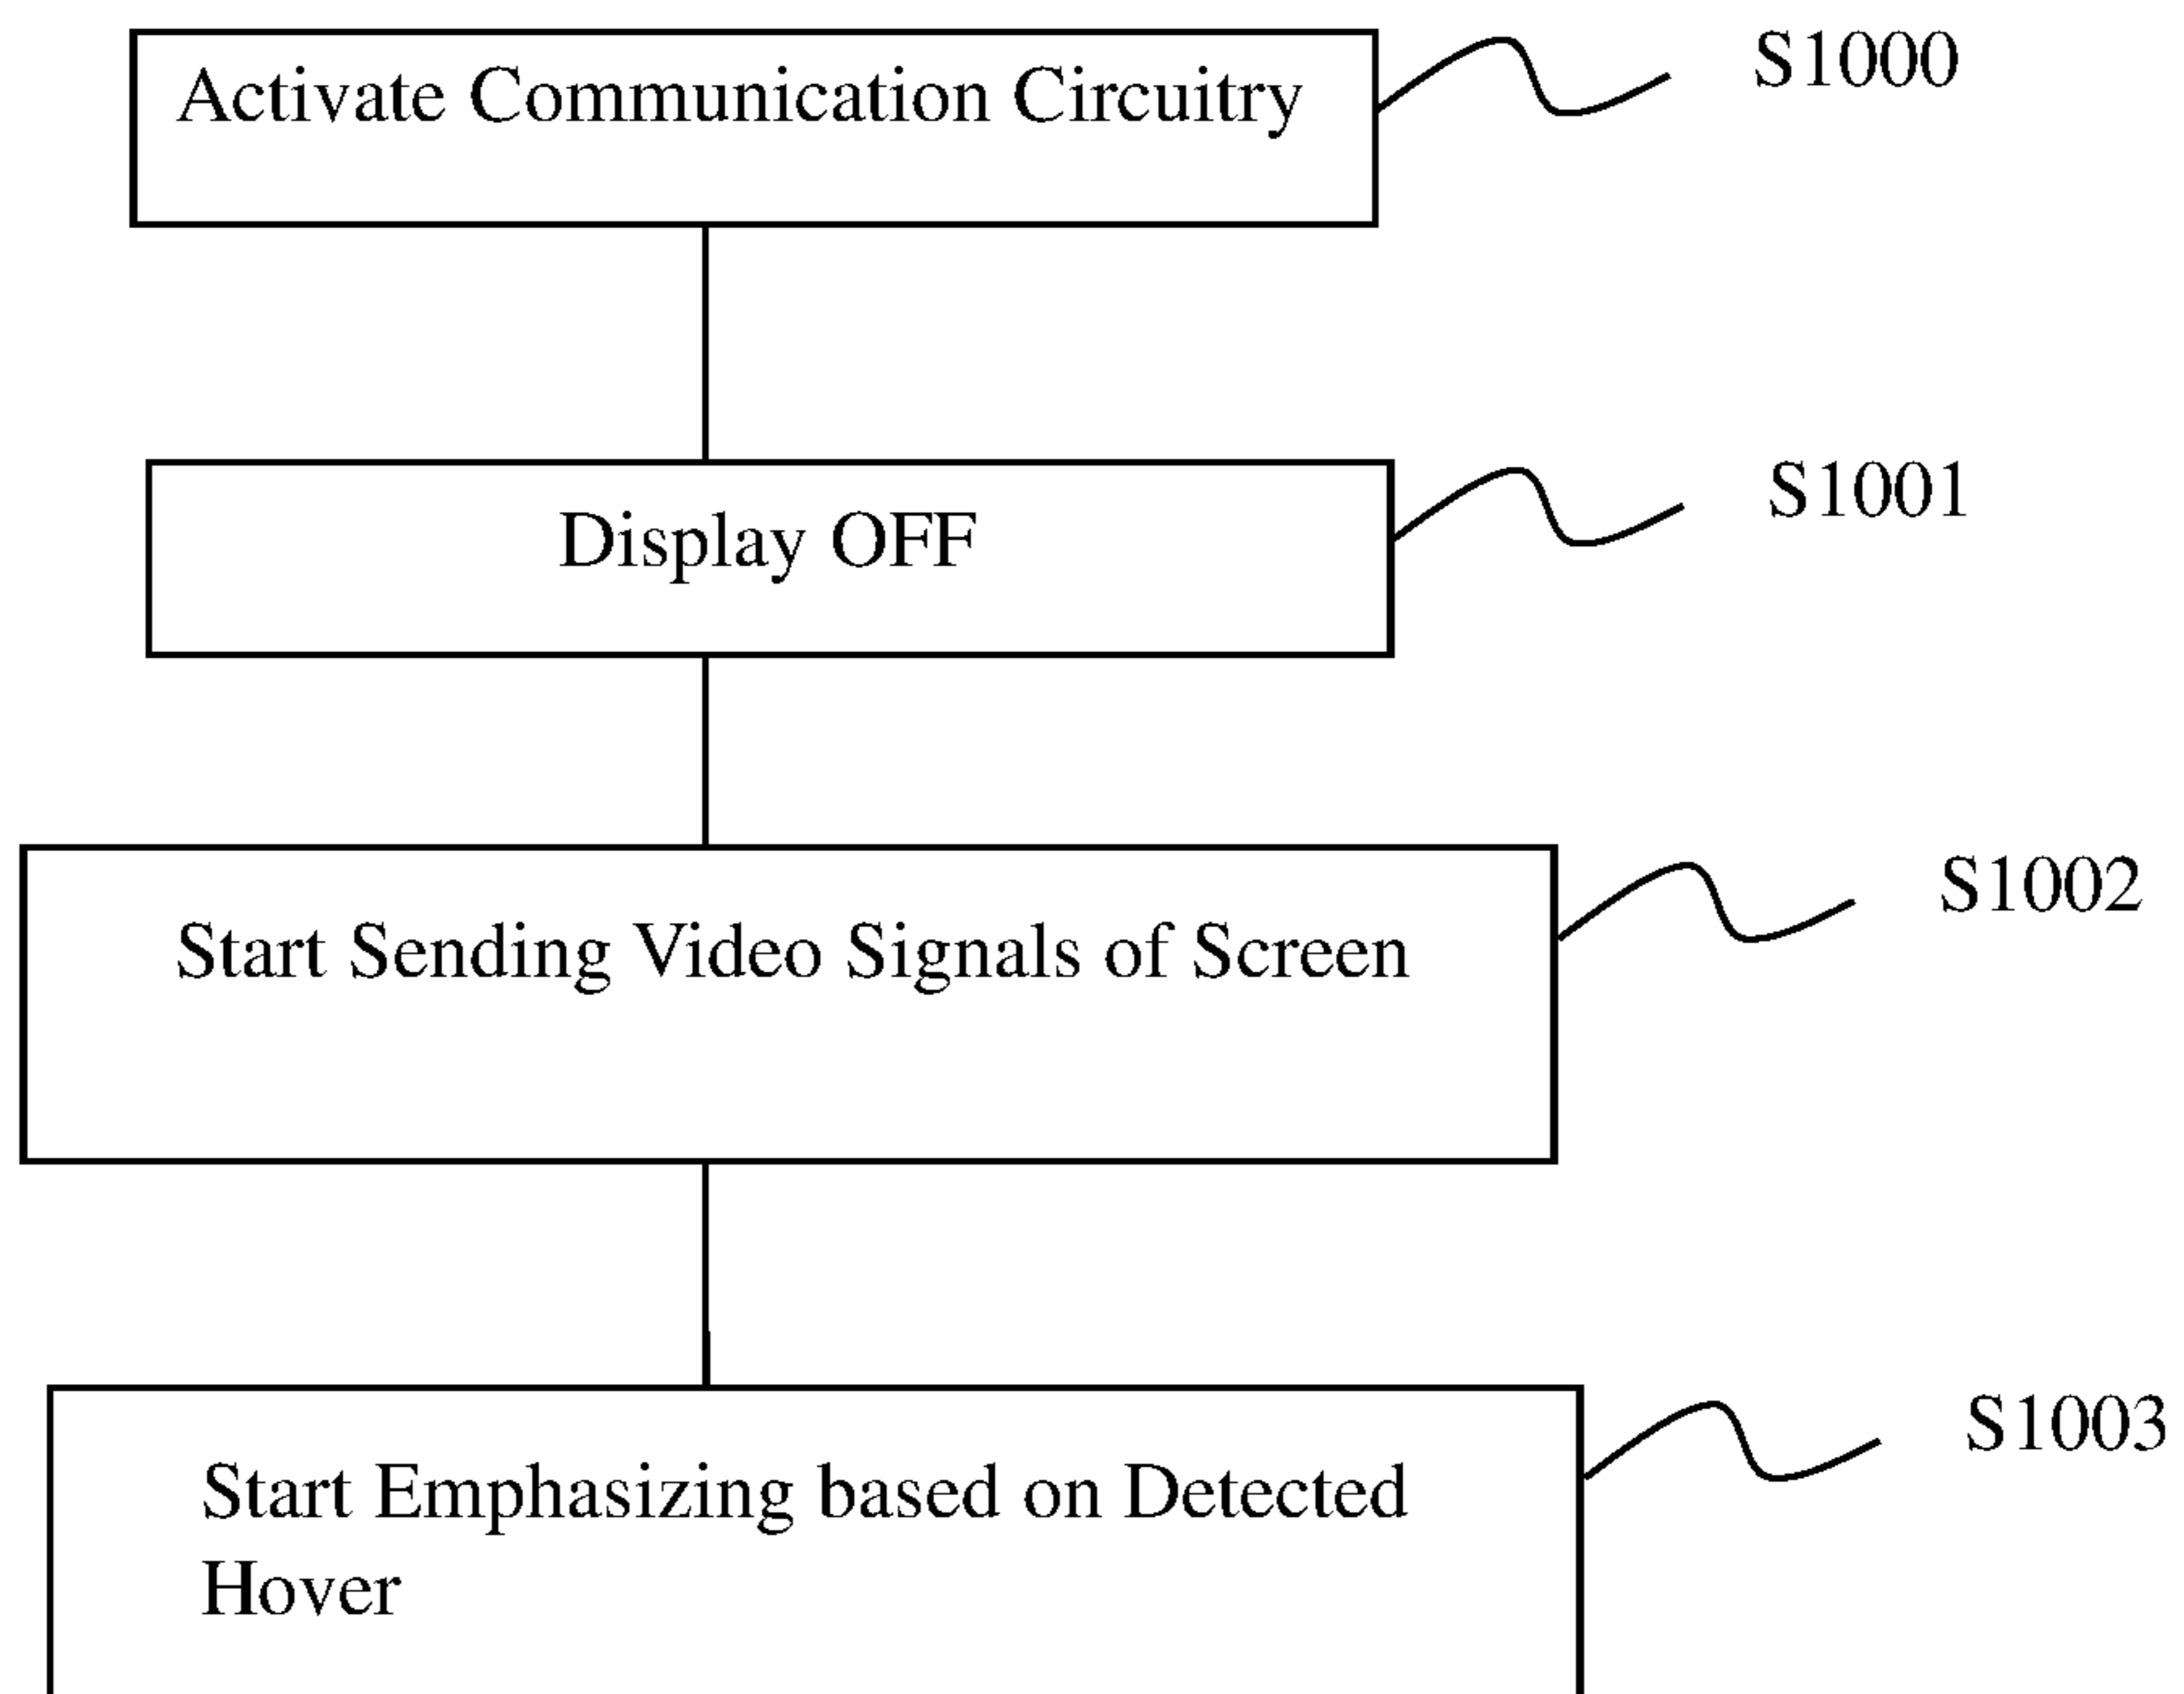 Activate Communication Circuitry
S1000
Display OFF
S1001
Start Sending Video Signals of Screen
S1002
Start Emphasizing based on Detected
Hover
S1003